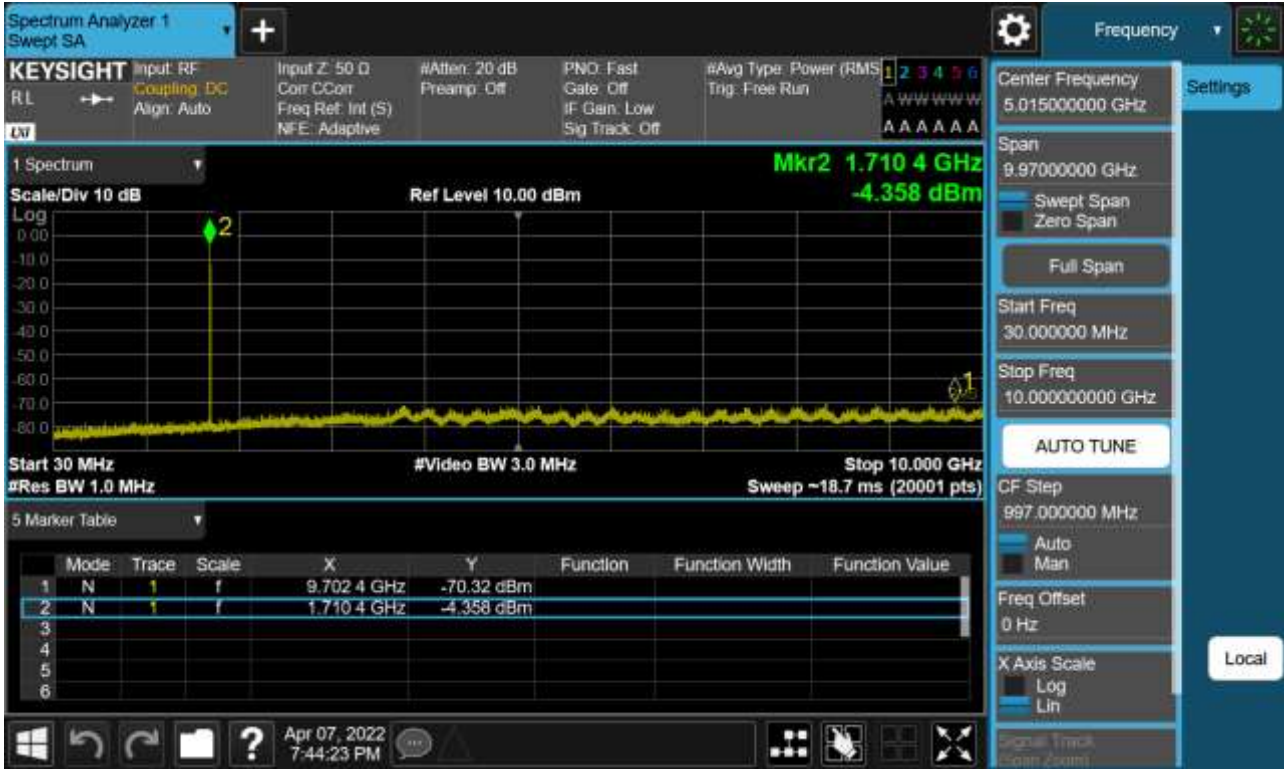 Spectrum Analyzer 1
Swept SA
+
Frequency
KEYSIGHT
RL
LXI
Input: RF
Coupling: DC
Align: Auto
Input Z: 50 Ω
Corr CCorr
Freq Ref: Int (S)
NFE: Adaptive
#Atten: 20 dB
Preamp: Off
PNO: Fast
Gate: Off
IF Gain: Low
Sig Track: Off
#Avg Type: Power (RMS
Trig: Free Run
1 2 3 4 5 6
A W W W W W
A A A A A A
1 Spectrum
Mkr2 1.710 4 GHz
Scale/Div 10 dB
Ref Level 10.00 dBm
-4.358 dBm
Log
0.00
-10.0
-20.0
-30.0
-40.0
-50.0
-60.0
-70.0
-80.0
2
1
Start 30 MHz
#Video BW 3.0 MHz
Stop 10.000 GHz
#Res BW 1.0 MHz
Sweep ~18.7 ms (20001 pts)
5 Marker Table
Mode Trace Scale X Y Function Function Width Function Value
1 N 1 f 9.702 4 GHz -70.32 dBm
2 N 1 f 1.710 4 GHz -4.358 dBm
3
4
5
6
?
Apr 07, 2022
7:44:23 PM
Center Frequency
5.015000000 GHz
Settings
Span
9.97000000 GHz
Swept Span
Zero Span
Full Span
Start Freq
30.000000 MHz
Stop Freq
10.000000000 GHz
AUTO TUNE
CF Step
997.000000 MHz
Auto
Man
Freq Offset
0 Hz
X Axis Scale
Log
Lin
Local
Signal Track
(Span Zoom)